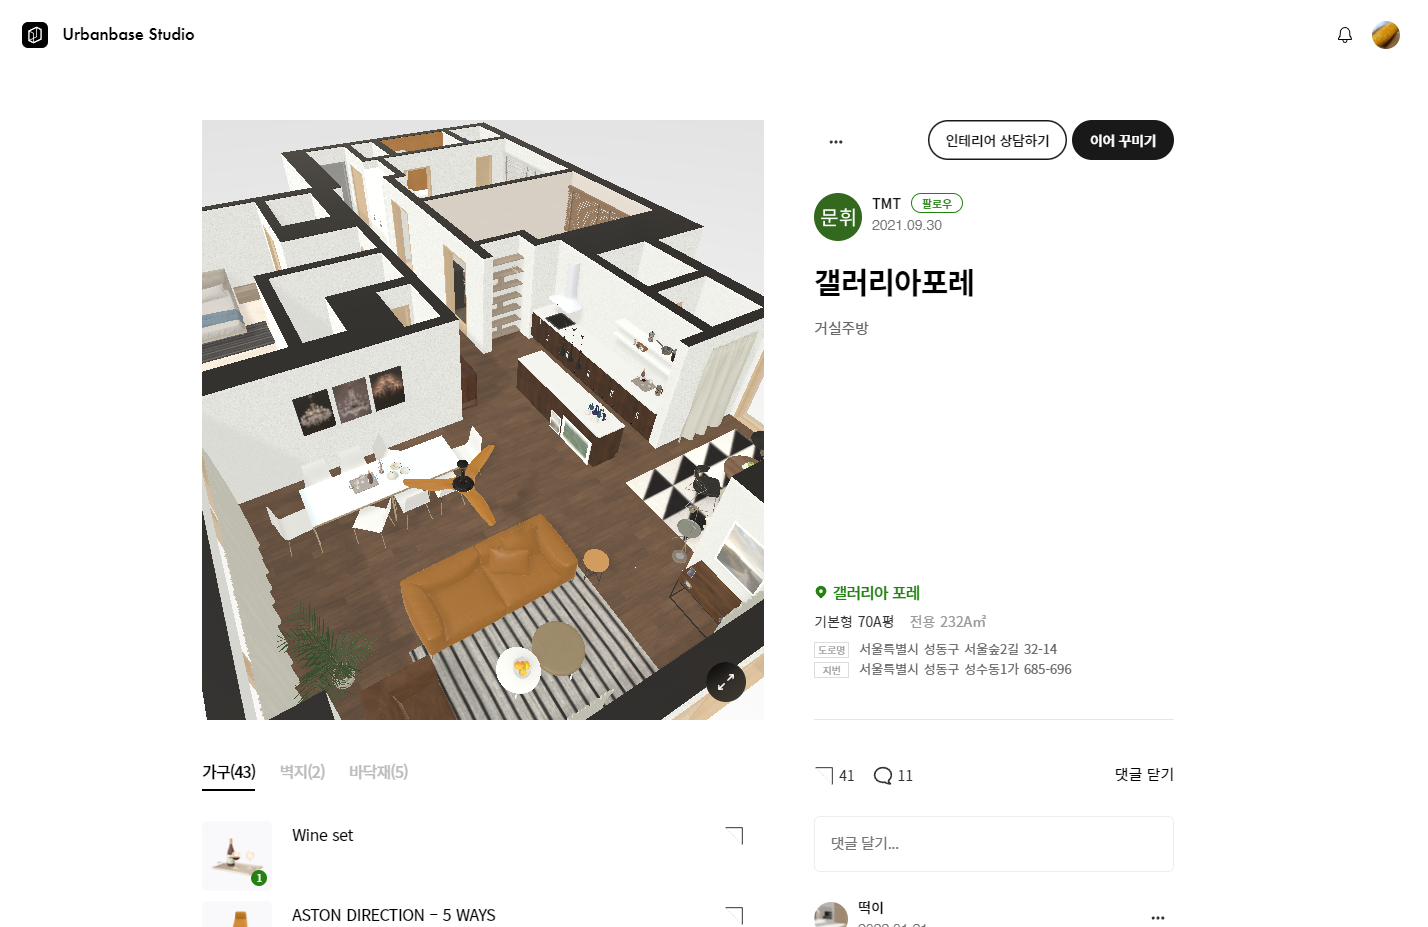 Urbanbase Studio
인테리어 상담하기
이어 꾸미기
문휘
TMT 팔로우
2021.09.30
갤러리아포레
거실주방
갤러리아 포레
기본형 70A평 전용 232A㎡
도로명 서울특별시 성동구 서울숲2길 32-14
지번 서울특별시 성동구 성수동1가 685-696
가구(43) 벽지(2) 바닥재(5)
41 11 댓글 닫기
Wine set
1
댓글 달기...
떡이
ASTON DIRECTION – 5 WAYS